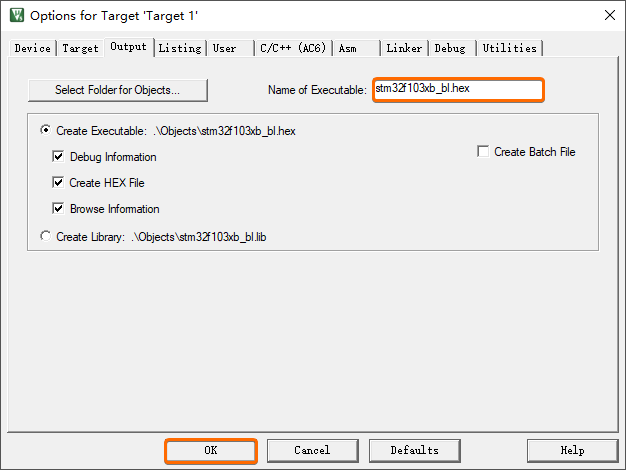 Options for Target 'Target 1'
Device Target Output Listing User C/C++ (AC6) Asm Linker Debug Utilities
Select Folder for Objects... Name of Executable: stm32f103xb_bl.hex
Create Executable: .\Objects\stm32f103xb_bl.hex
Debug Information Create Batch File
Create HEX File
Browse Information
Create Library: .\Objects\stm32f103xb_bl.lib
OK Cancel Defaults Help